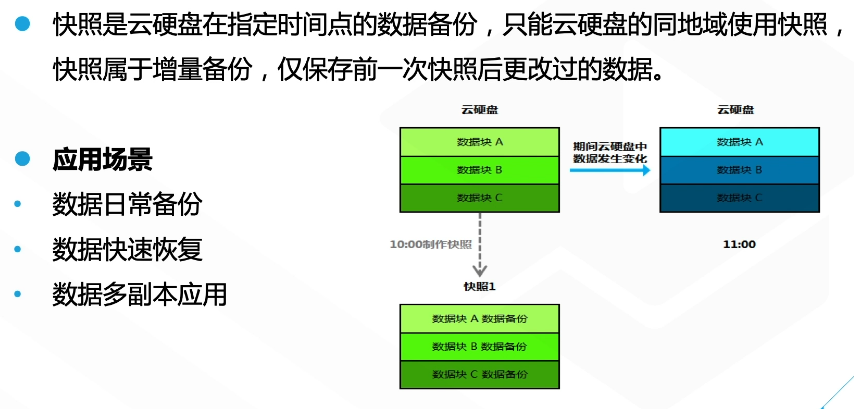 快照是云硬盘在指定时间点的数据备份，只能云硬盘的同地域使用快照，
快照属于增量备份，仅保存前一次快照后更改过的数据。
应用场景
数据日常备份
数据快速恢复
数据多副本应用
云硬盘
数据块 A
数据块 B
数据块 C
期间云硬盘中
数据发生变化
云硬盘
数据块 A
数据块 B
数据块 C
10:00制作快照
11:00
快照1
数据块 A 数据备份
数据块 B 数据备份
数据块 C 数据备份